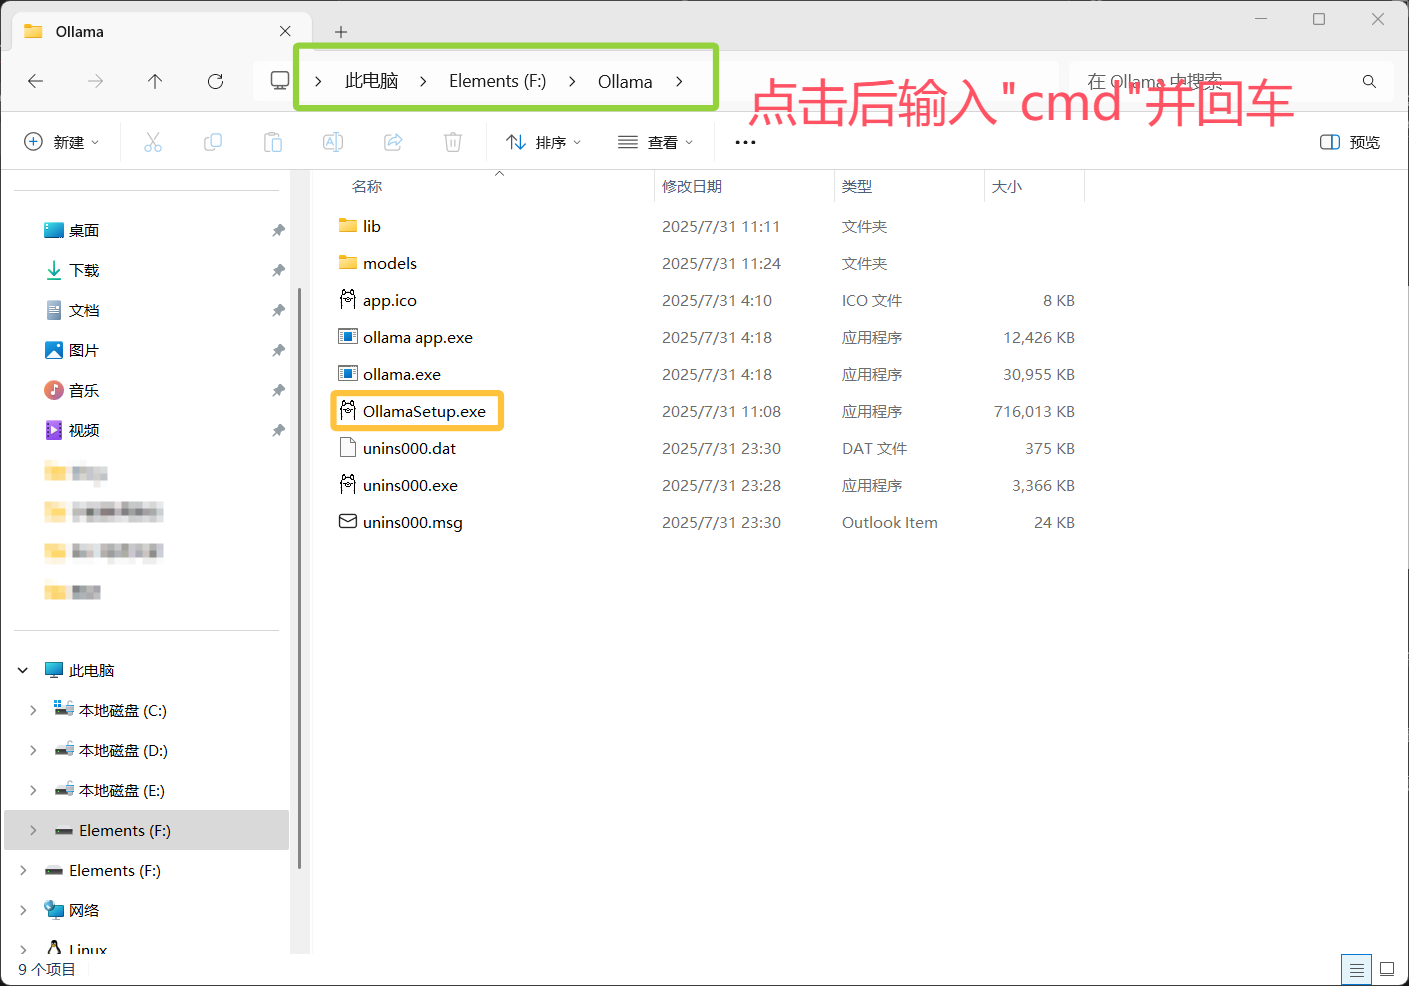 Ollama
此电脑 Elements (F:) Ollama
在 Ollama 中搜索
点击后输入"cmd"并回车
新建 排序 查看 ... 预览
名称 修改日期 类型 大小
lib 2025/7/31 11:11 文件夹
models 2025/7/31 11:24 文件夹
app.ico 2025/7/31 4:10 ICO 文件 8 KB
ollama app.exe 2025/7/31 4:18 应用程序 12,426 KB
ollama.exe 2025/7/31 4:18 应用程序 30,955 KB
OllamaSetup.exe 2025/7/31 11:08 应用程序 716,013 KB
unins000.dat 2025/7/31 23:30 DAT 文件 375 KB
unins000.exe 2025/7/31 23:28 应用程序 3,366 KB
unins000.msg 2025/7/31 23:30 Outlook Item 24 KB
桌面
下载
文档
图片
音乐
视频
此电脑
本地磁盘 (C:)
本地磁盘 (D:)
本地磁盘 (E:)
Elements (F:)
Elements (F:)
网络
Linux
9 个项目